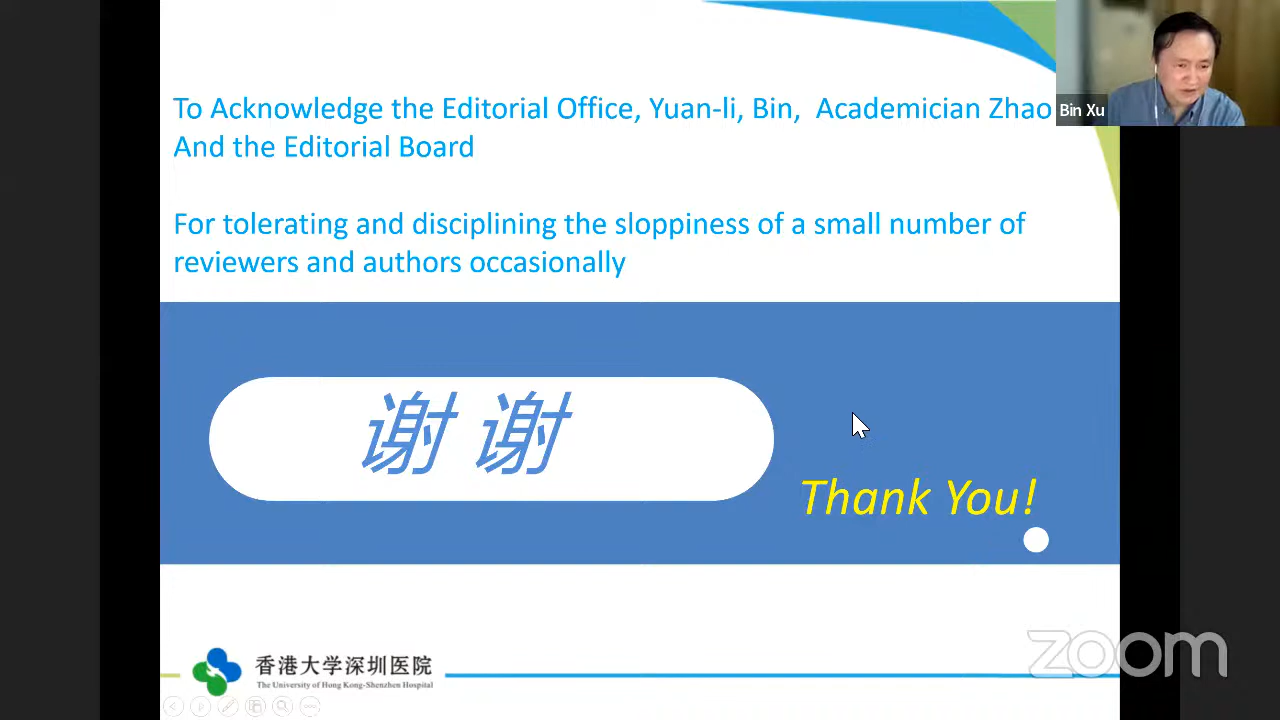 To Acknowledge the Editorial Office, Yuan-li, Bin,  Academician Zhao
And the Editorial Board
For tolerating and disciplining the sloppiness of a small number of
reviewers and authors occasionally
Bin Xu
谢 谢
Thank You!
香港大学深圳医院
The University of Hong Kong-Shenzhen Hospital
zoom